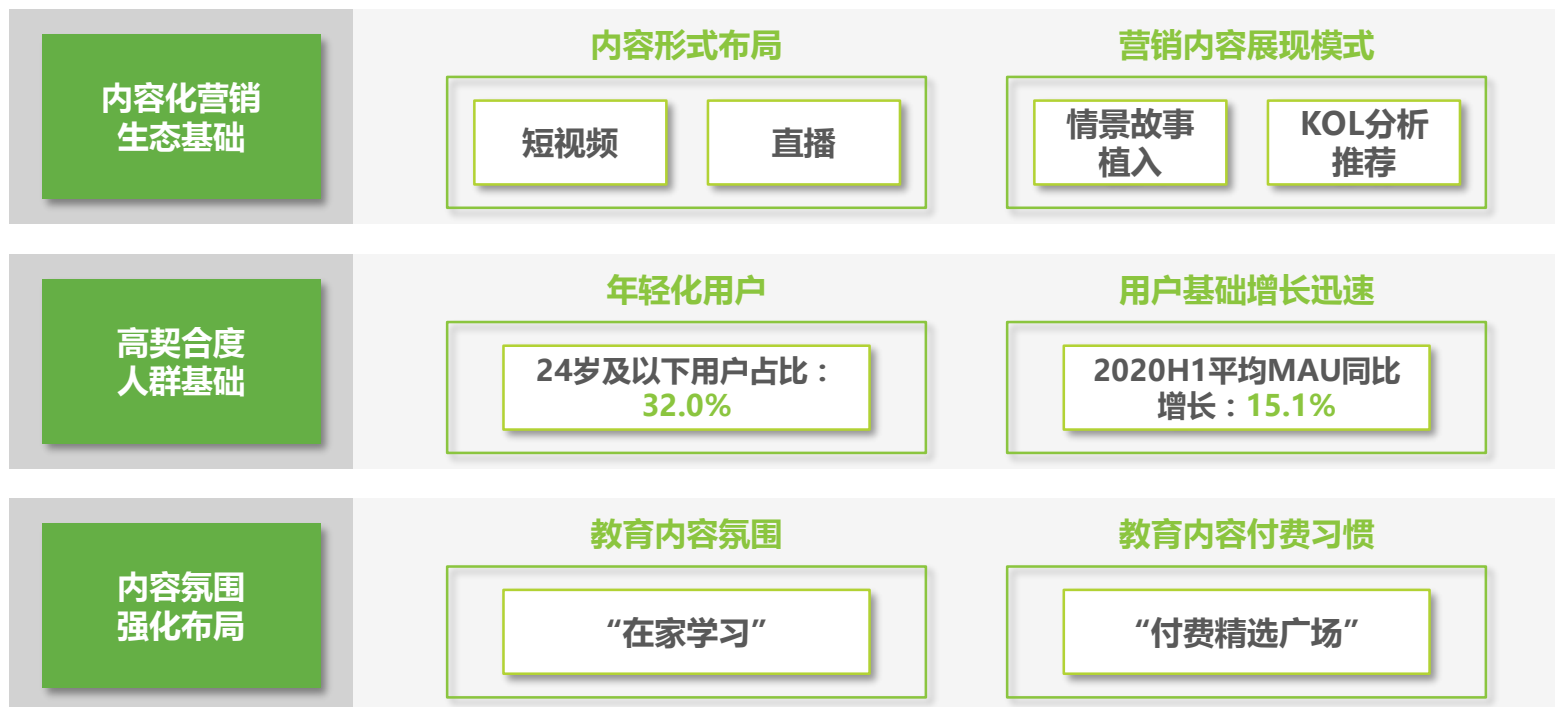 内容化营销
生态基础
内容形式布局
短视频
直播
营销内容展现模式
情景故事
植入
KOL分析
推荐
高契合度
人群基础
年轻化用户
24岁及以下用户占比：
32.0%
用户基础增长迅速
2020H1平均MAU同比
增长：15.1%
内容氛围
强化布局
教育内容氛围
“在家学习”
教育内容付费习惯
“付费精选广场”